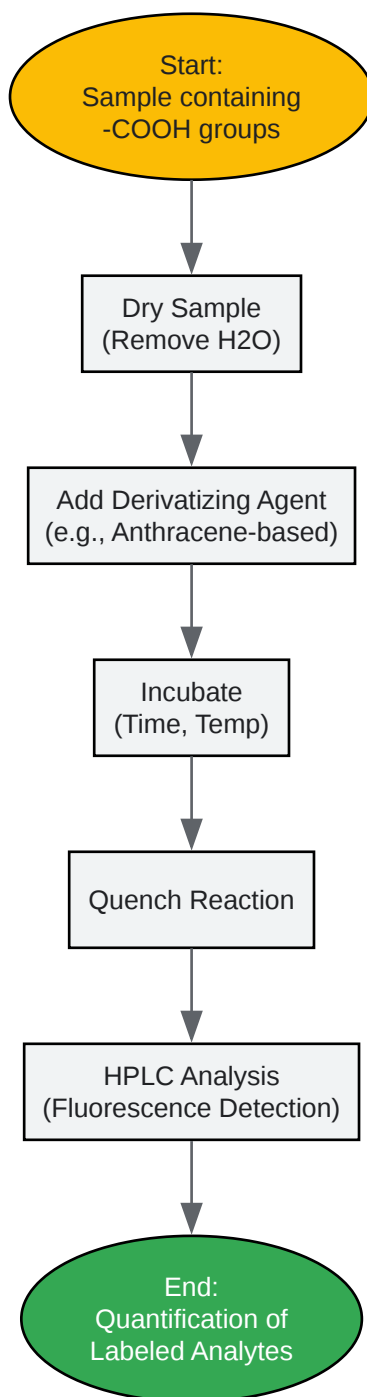 Start:
Sample containing
-COOH groups
Dry Sample
(Remove H2O)
Add Derivatizing Agent
(e.g., Anthracene-based)
Incubate
(Time, Temp)
Quench Reaction
HPLC Analysis
(Fluorescence Detection)
End:
Quantification of
Labeled Analytes